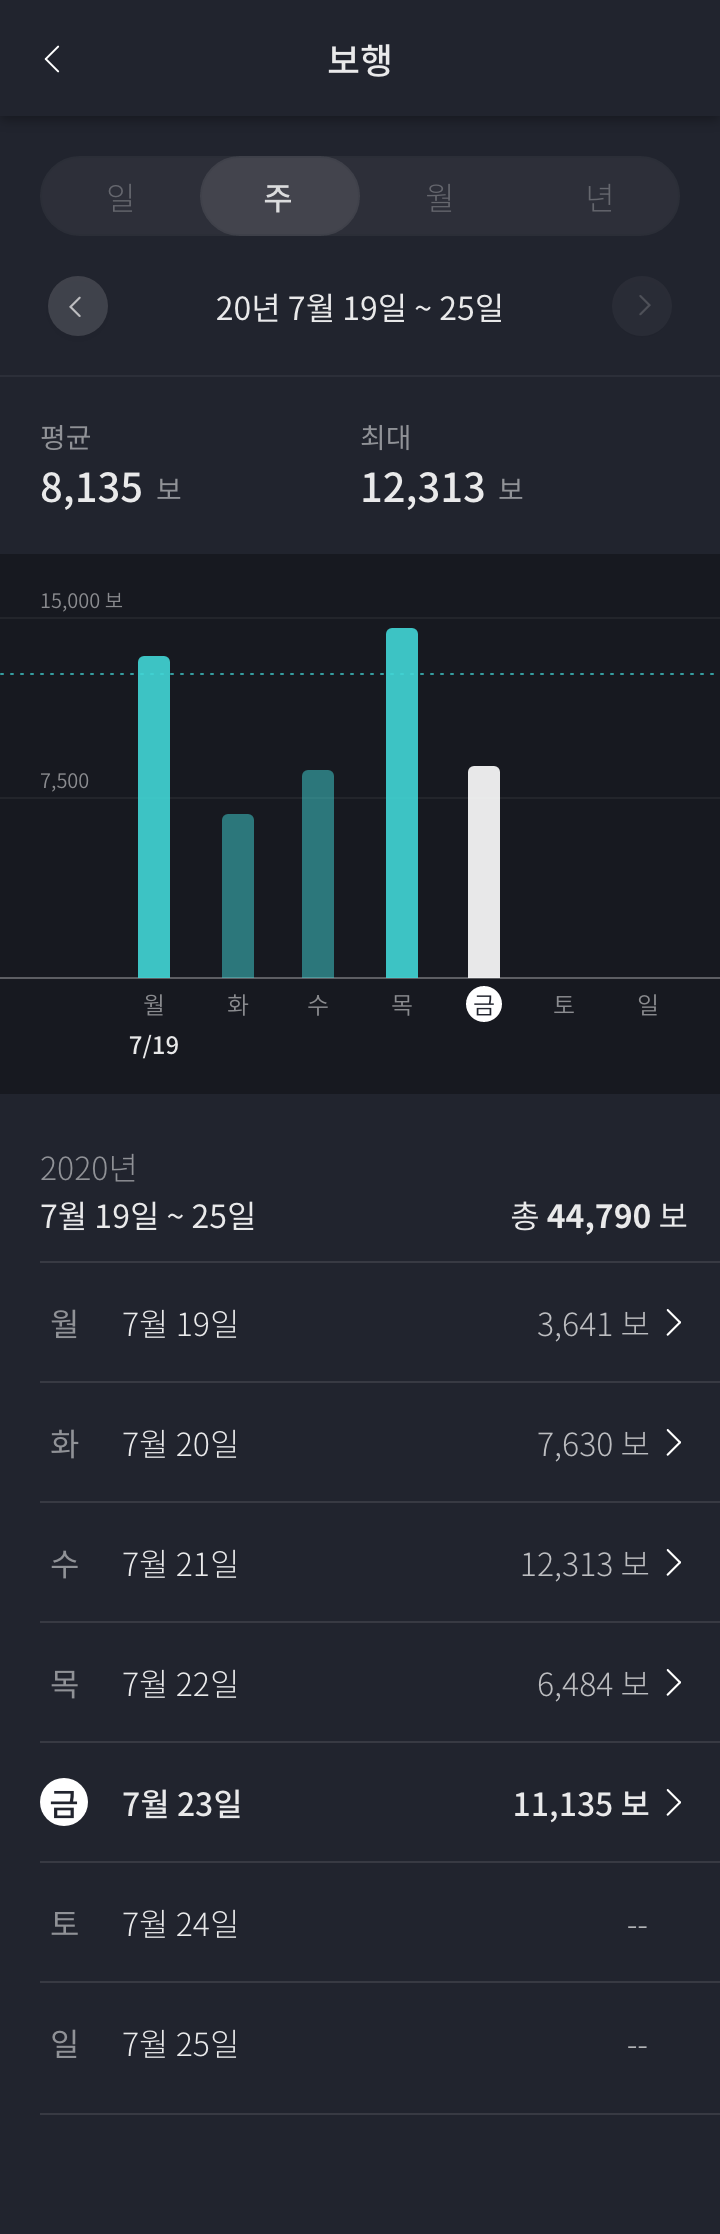 보행
일 주 월 년
20년 7월 19일 ~ 25일
평균 최대
8,135 보 12,313 보
15,000 보
7,500
월 화 수 목 금 토 일
7/19
2020년
7월 19일 ~ 25일 총 44,790 보
월 7월 19일 3,641 보
화 7월 20일 7,630 보
수 7월 21일 12,313 보
목 7월 22일 6,484 보
금 7월 23일 11,135 보
토 7월 24일 --
일 7월 25일 --